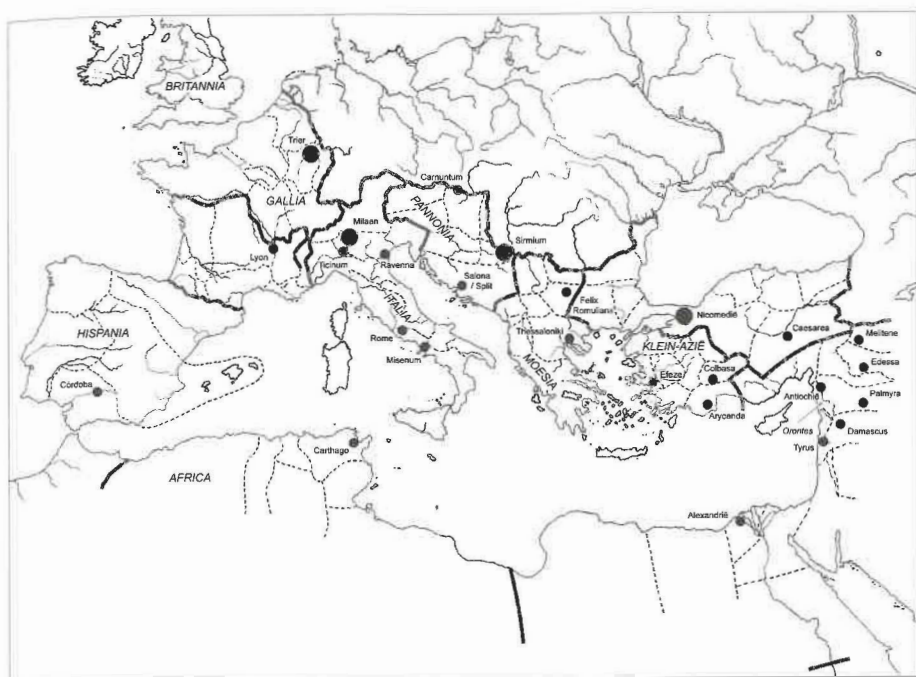 BRITANNIA
Trier
Carnuntum
GALLIA
PANNONIA
Milaan
Sirmium
Lyon
Ticinum
Ravenna
Salona
/ Split
Felix
Romuliana
ITALIA
Nicomedië
HISPANIA
Rome
Thessaloniki
KLEIN-AZIË
Caesarea
Melitene
Misenum
MOESIA
Efeze
Colbasa
Edessa
Córdoba
Arycanda
Antiochië
Palmyra
Orontes
Damascus
Carthago
Tyrus
AFRICA
Alexandrië